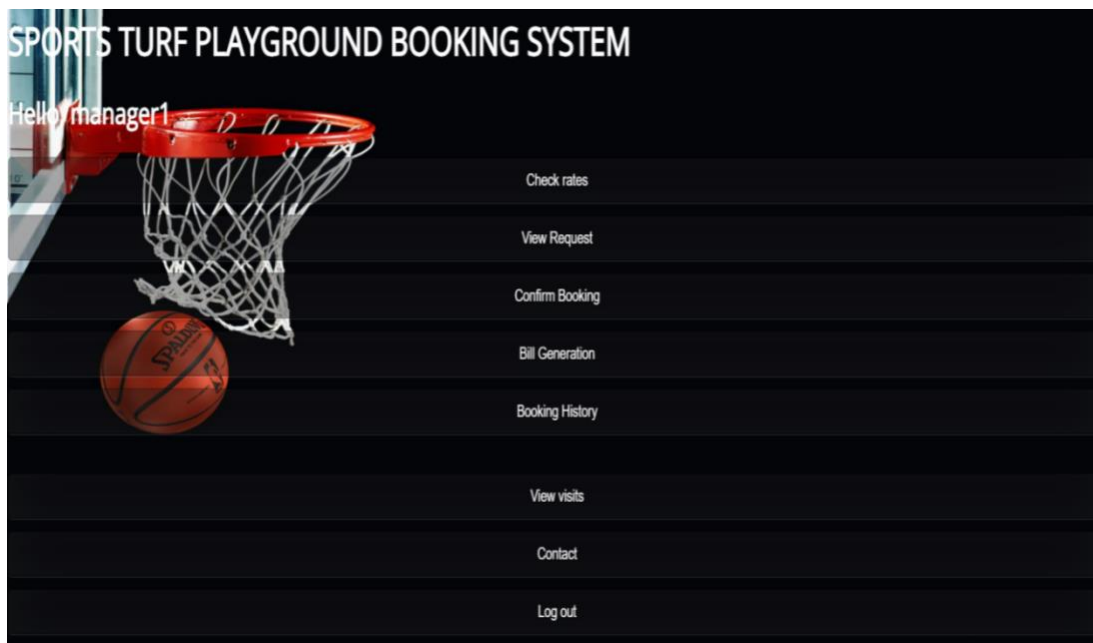 SPORTS TURF PLAYGROUND BOOKING SYSTEM
Hello manager1
Check rates
View Request
Confirm Booking
Bill Generation
Booking History
SPALDING
View visits
Contact
Log out